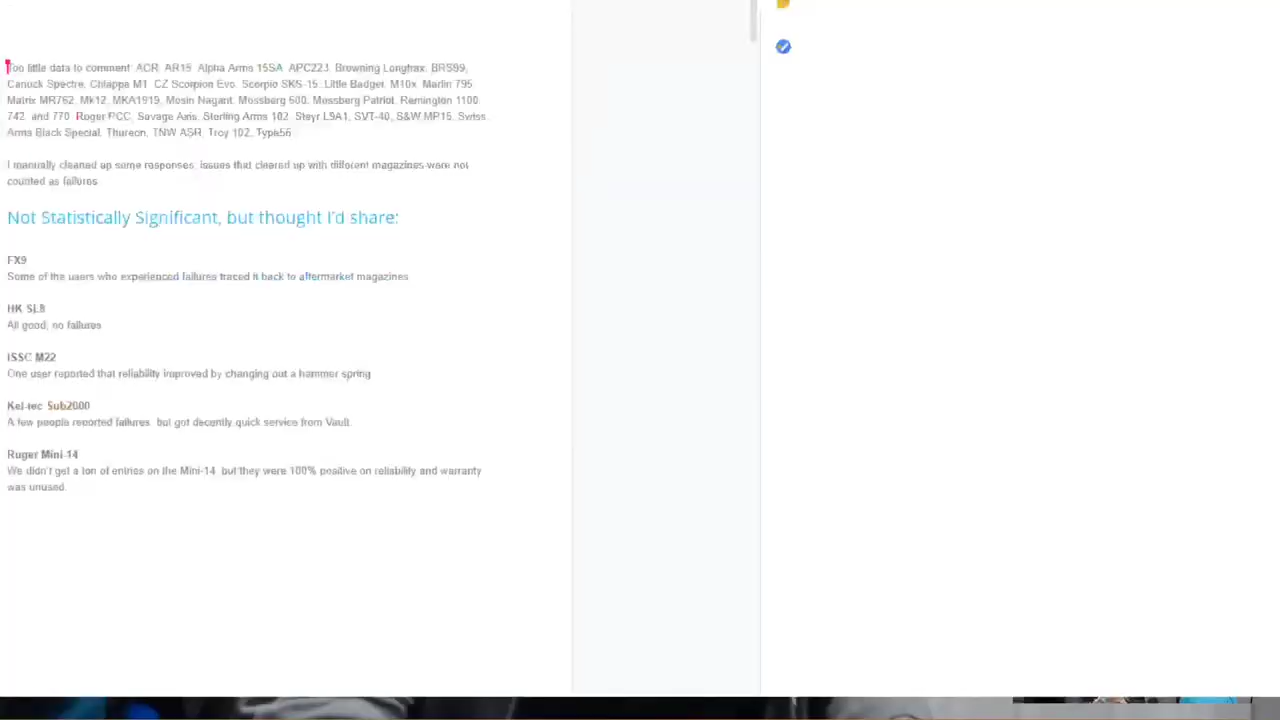 Too little data to comment: ACR, AR15, Alpha Arms 15SA, APC223, Browning Longtrac, BRS99,
Canuck Spectre, Chiappa M1, CZ Scorpion Evo, Scorpio SKS-15, Little Badger, M10x, Marlin 795
Matrix MR762, Mk12, MKA1919, Mosin Nagant, Mossberg 500, Mossberg Patriot, Remington 1100,
742, and 770, Ruger PCC, Savage Axis, Sterling Arms 102, Steyr L9A1, SVT-40, S&W MP15, Swiss
Arms Black Special, Thureon, TNW ASR, Troy 102, Type56
I manually cleaned up some responses, issues that cleared up with different magazines were not
counted as failures
Not Statistically Significant, but thought I'd share:
FX9
Some of the users who experienced failures traced it back to aftermarket magazines
HK SL8
All good, no failures
ISSC M22
One user reported that reliability improved by changing out a hammer spring
Kel-tec Sub2000
A few people reported failures, but got decently quick service from Vault.
Ruger Mini-14
We didn't get a ton of entries on the Mini-14, but they were 100% positive on reliability and warranty
was unused.